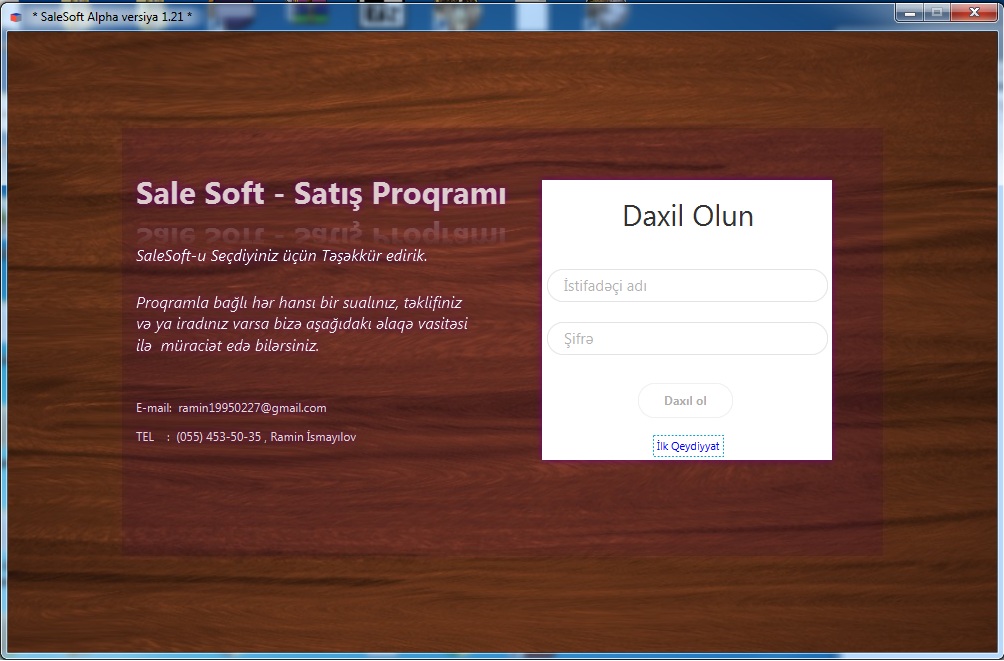 * SaleSoft Alpha versiya 1.21 *
Sale Soft - Satış Proqramı
SaleSoft-u Seçdiyiniz üçün Təşəkkür edirik.
Proqramla bağlı hər hansı bir sualınız, təklifiniz
və ya iradınız varsa bizə aşağıdakı əlaqə vasitəsi
ilə  müraciət edə bilərsiniz.
E-mail:  ramin19950227@gmail.com
TEL    :  (055) 453-50-35 , Ramin İsmayılov
Daxil Olun
İstifadəçi adı
Şifrə
Daxıl ol
İlk Qeydiyyat